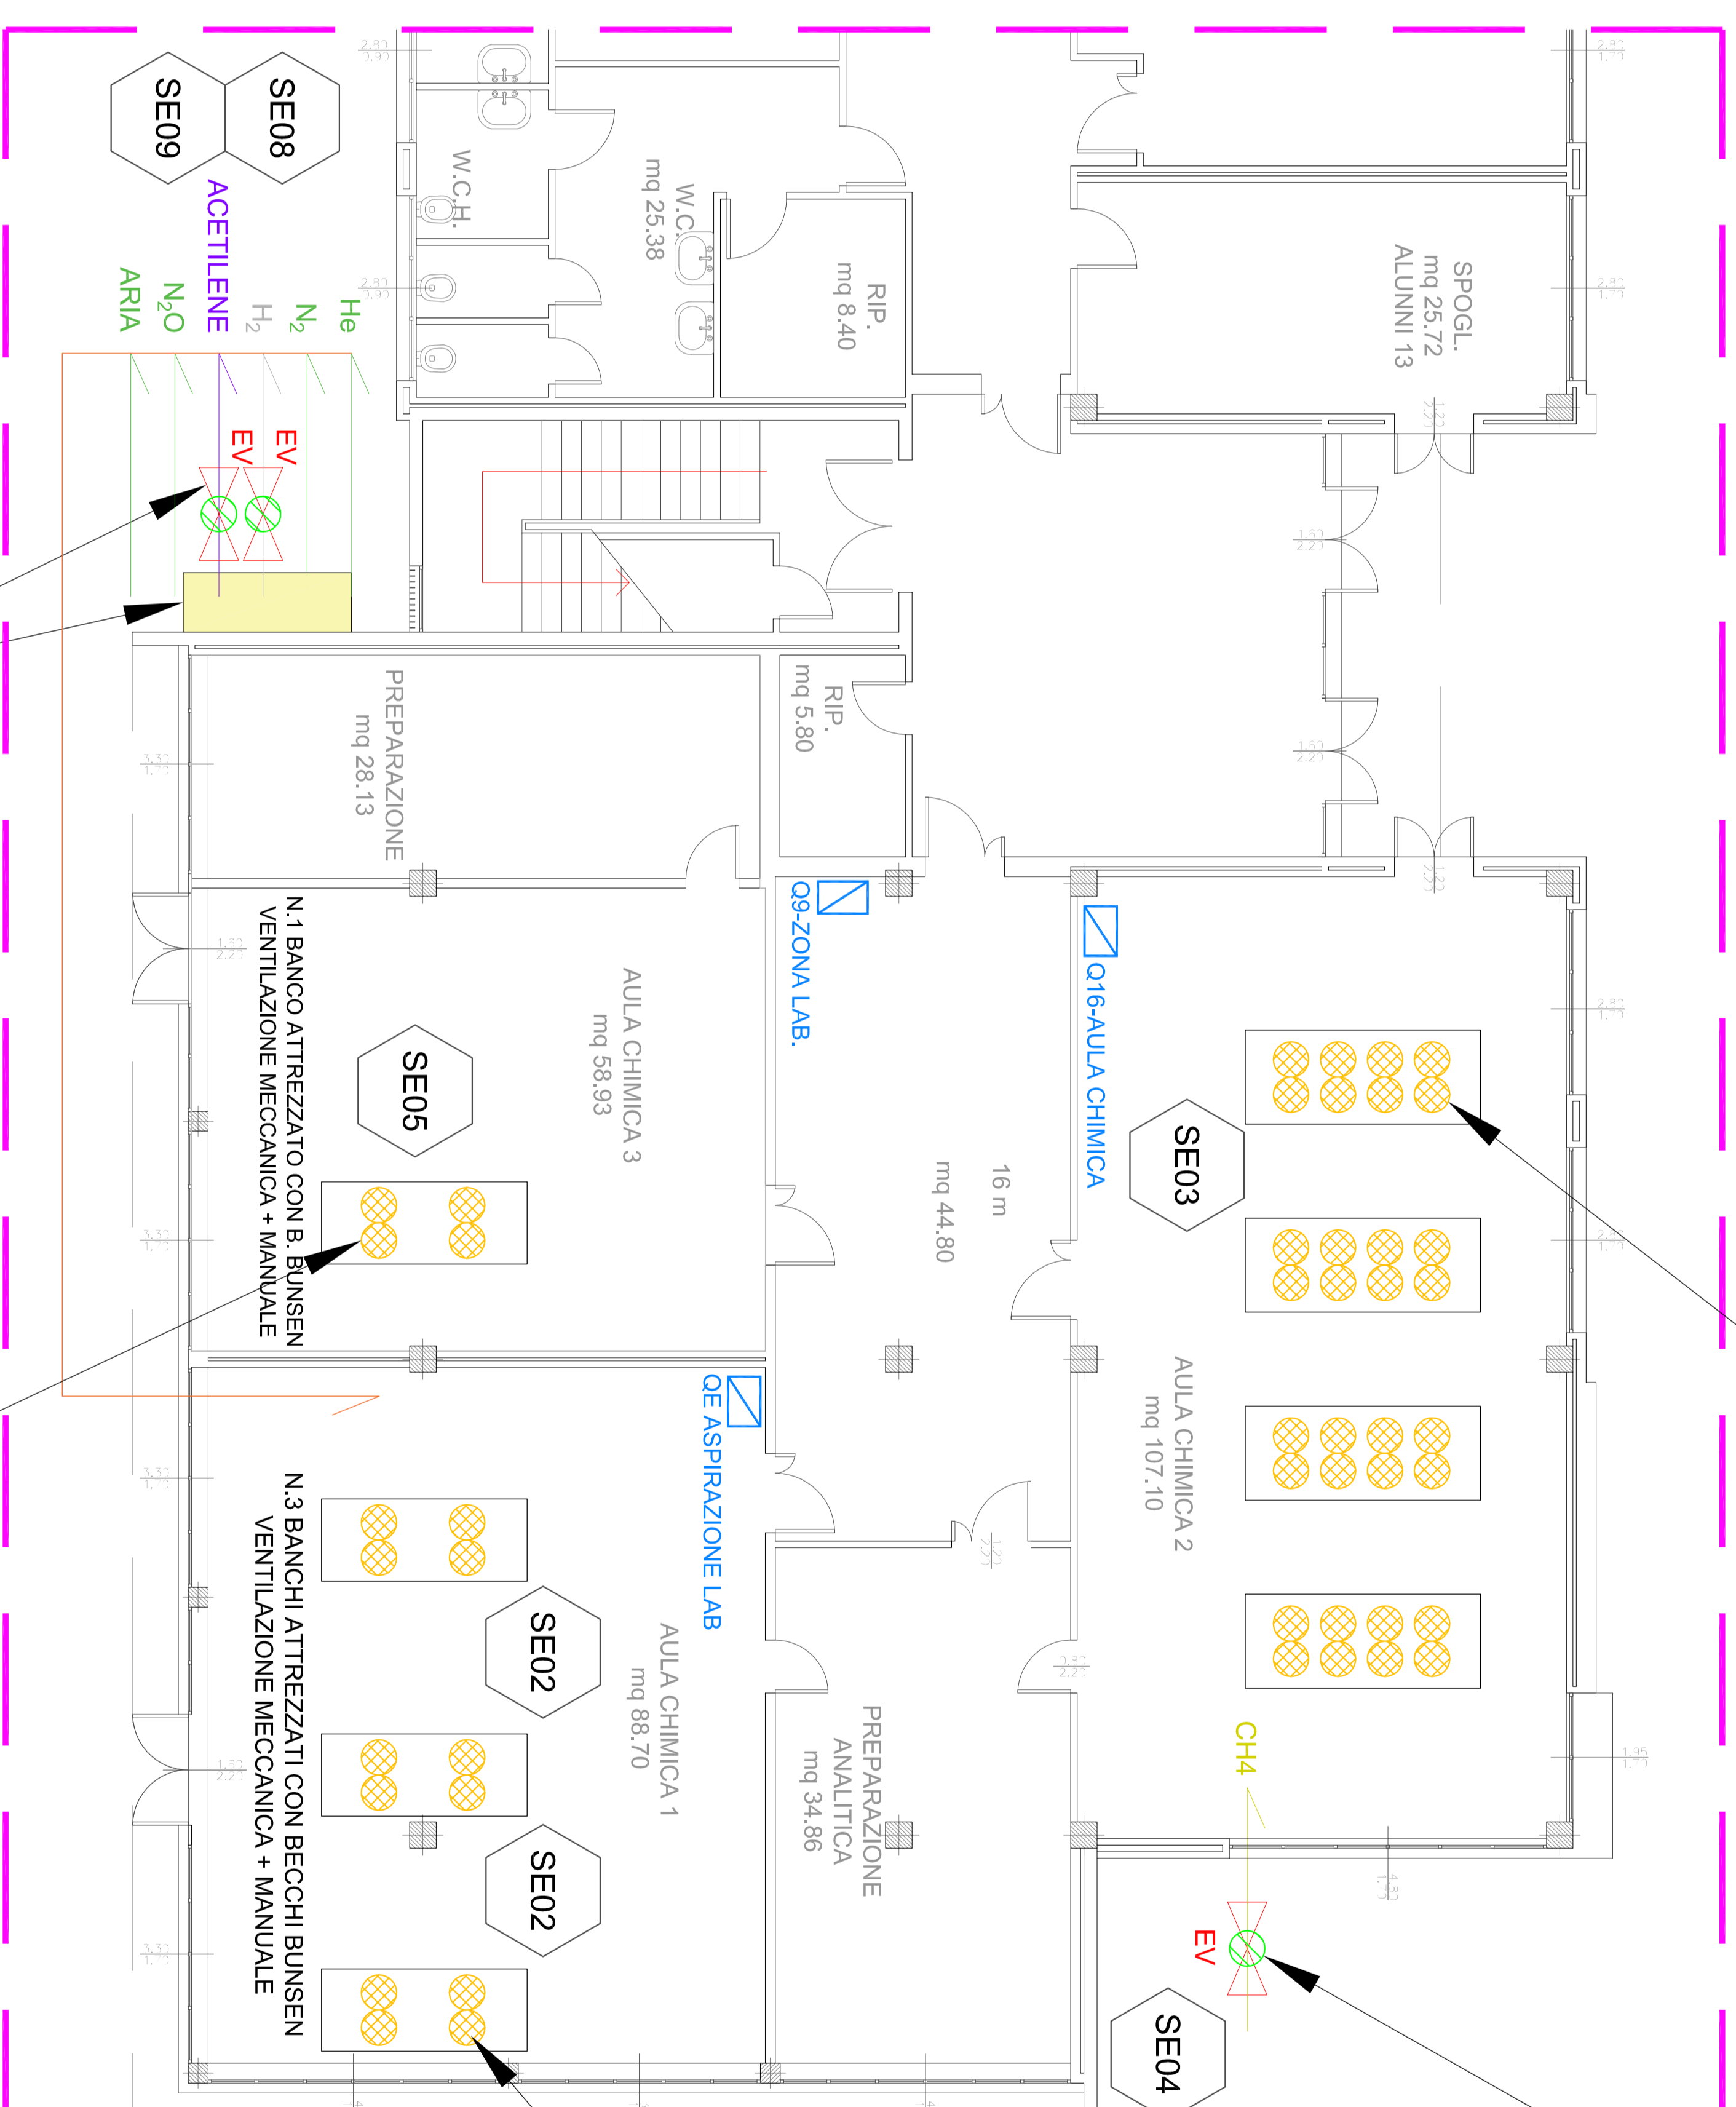 SE08
SE09
He
N₂
H₂
ACETILENE
N₂O
ARIA
EV
EV
W.C.H.
W.C.
mq 25.38
RIP.
mq 8.40
SPOGL.
mq 25.72
ALUNNI 13
RIP.
mq 5.80
PREPARAZIONE
mq 28.13
Q9-ZONA LAB.
Q16-AULA CHIMICA
SE03
16 m
mq 44.80
AULA CHIMICA 3
mq 58.93
SE05
N.1 BANCO ATTREZZATO CON B. BUNSEN
VENTILAZIONE MECCANICA + MANUALE
AULA CHIMICA 2
mq 107.10
QE ASPIRAZIONE LAB
AULA CHIMICA 1
mq 88.70
SE02
SE02
N.3 BANCHI ATTREZZATI CON BECCHI BUNSEN
VENTILAZIONE MECCANICA + MANUALE
PREPARAZIONE
ANALITICA
mq 34.86
CH4
EV
SE04